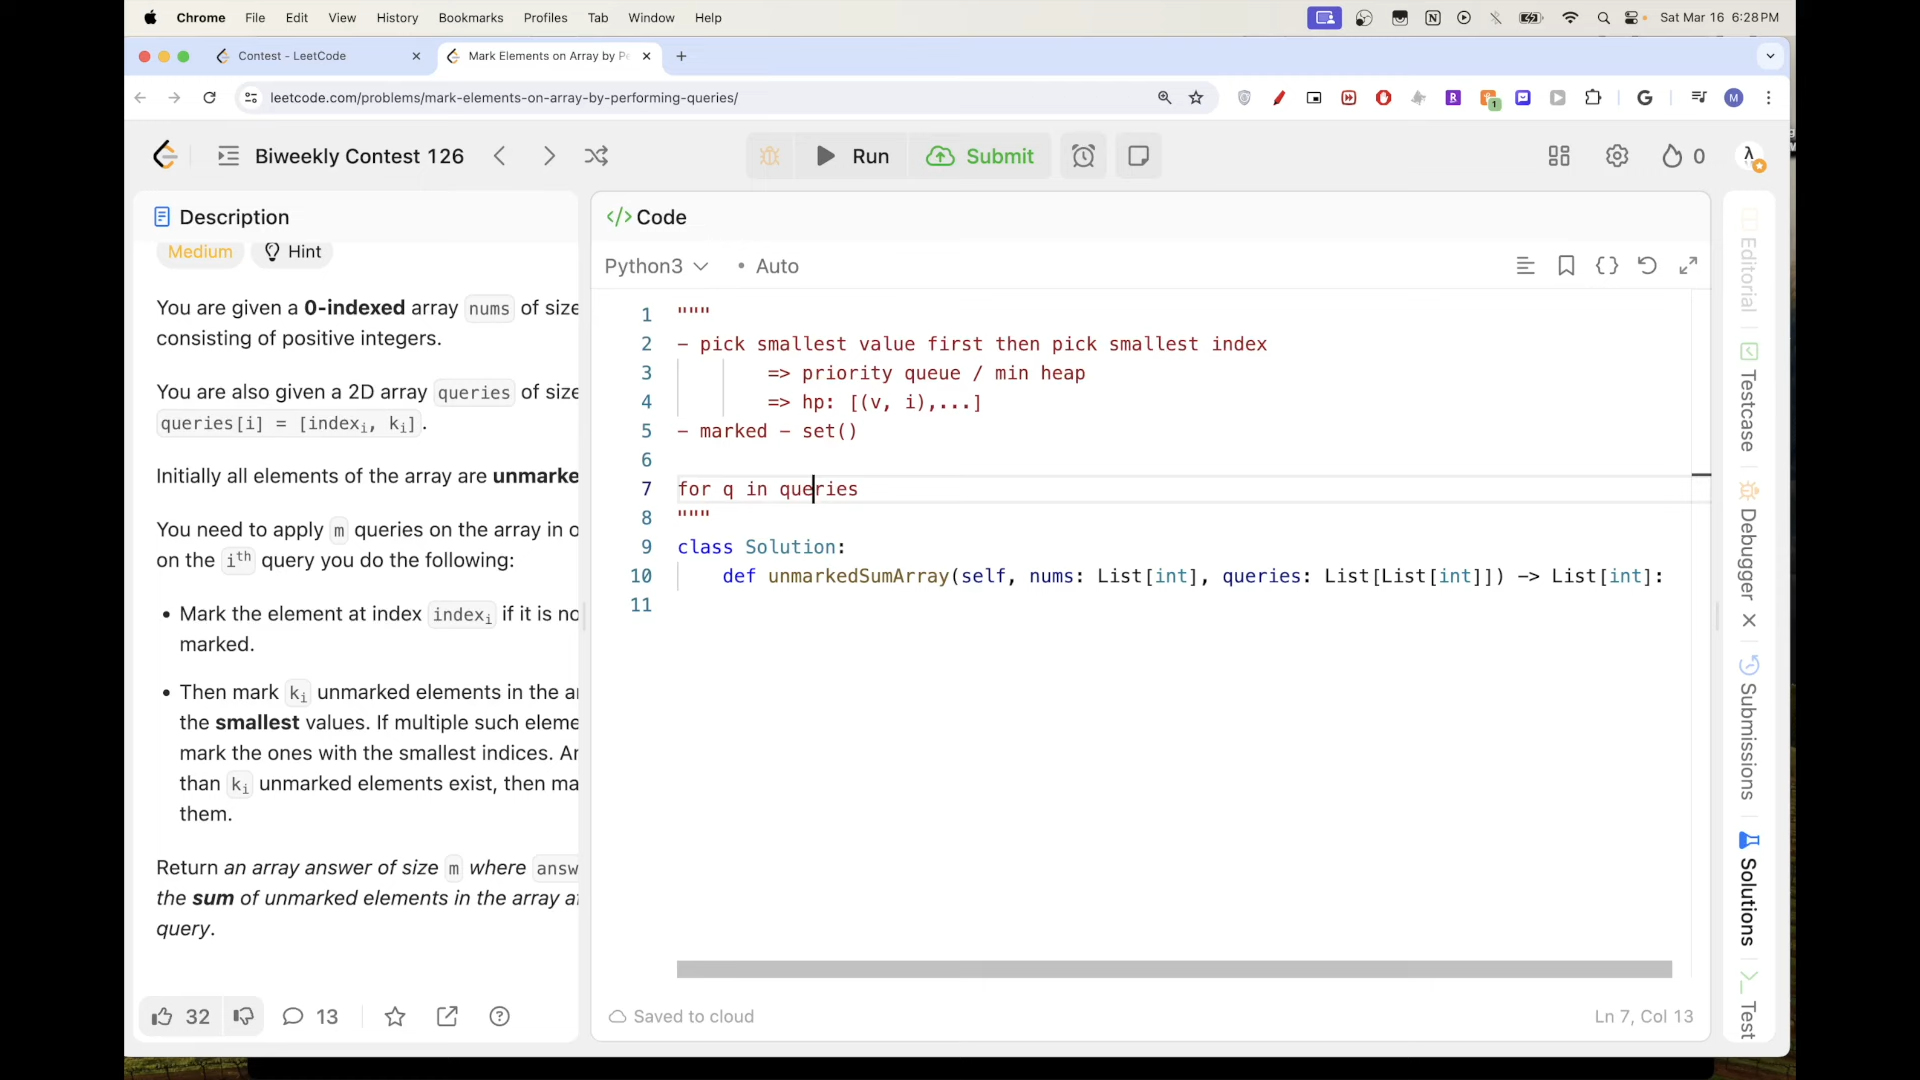 Chrome File Edit View History Bookmarks Profiles Tab Window Help Sat Mar 16 6:28 PM
Contest - LeetCode
Mark Elements on Array by Pe
leetcode.com/problems/mark-elements-on-array-by-performing-queries/
Biweekly Contest 126
Run
Submit
0
Description
Medium
Hint
You are given a 0-indexed array nums of size
consisting of positive integers.
You are also given a 2D array queries of size
queries[i] = [indexi, ki].
Initially all elements of the array are unmarke
You need to apply m queries on the array in o
on the ith query you do the following:
• Mark the element at index indexi if it is no
marked.
• Then mark ki unmarked elements in the ar
the smallest values. If multiple such eleme
mark the ones with the smallest indices. An
than ki unmarked elements exist, then ma
them.
Return an array answer of size m where answ
the sum of unmarked elements in the array af
query.
32
13
</> Code
Python3
• Auto
1 """
2 - pick smallest value first then pick smallest index
3 => priority queue / min heap
4 => hp: [(v, i),...]
5 - marked - set()
6
7 for q in queries
8 """
9 class Solution:
10 def unmarkedSumArray(self, nums: List[int], queries: List[List[int]]) -> List[int]:
11
Saved to cloud
Ln 7, Col 13
Editorial
Testcase
Debugger
Submissions
Solutions
Test